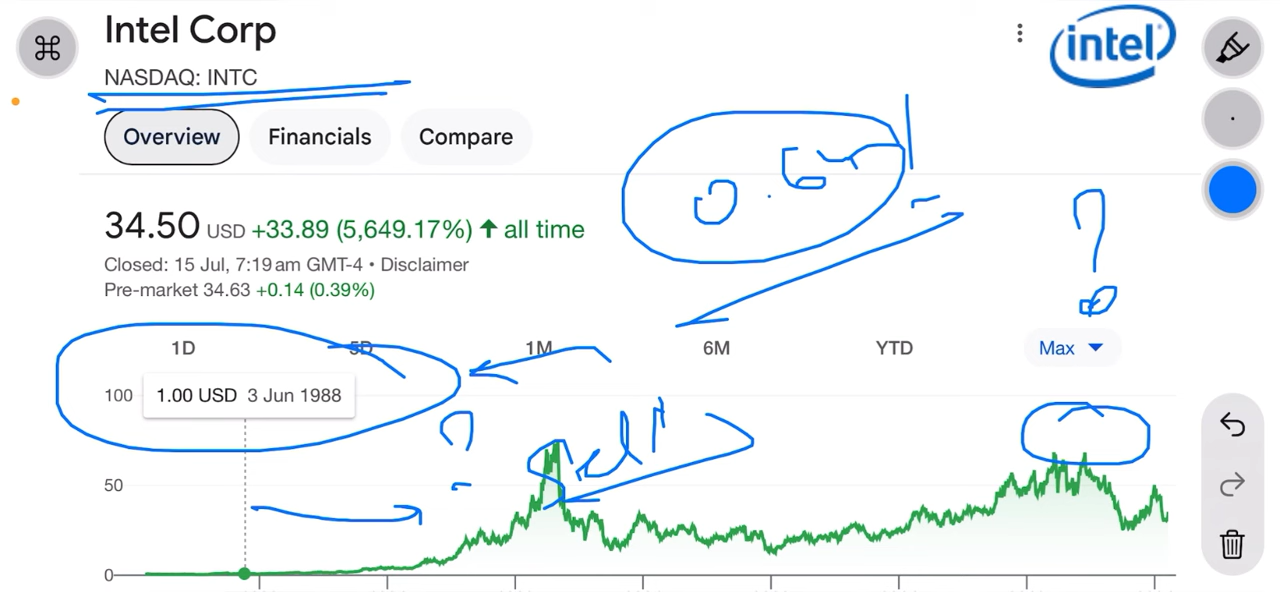 Intel Corp
intel
NASDAQ: INTC
Overview Financials Compare
34.50 USD +33.89 (5,649.17%) ↑ all time
Closed: 15 Jul, 7:19 am GMT-4 • Disclaimer
Pre-market 34.63 +0.14 (0.39%)
?
1D 5D 1M 6M YTD Max
100 1.00 USD 3 Jun 1988
?
50
0